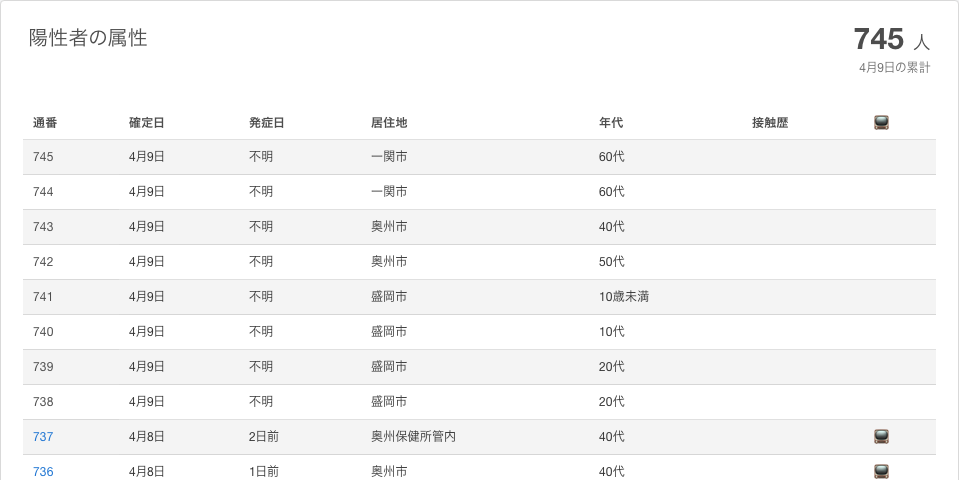 陽性者の属性
745 人
4月9日の累計
通番 確定日 発症日 居住地 年代 接触歴
745 4月9日 不明 一関市 60代
744 4月9日 不明 一関市 60代
743 4月9日 不明 奥州市 40代
742 4月9日 不明 奥州市 50代
741 4月9日 不明 盛岡市 10歳未満
740 4月9日 不明 盛岡市 10代
739 4月9日 不明 盛岡市 20代
738 4月9日 不明 盛岡市 20代
737 4月8日 2日前 奥州保健所管内 40代
736 4月8日 1日前 奥州市 40代